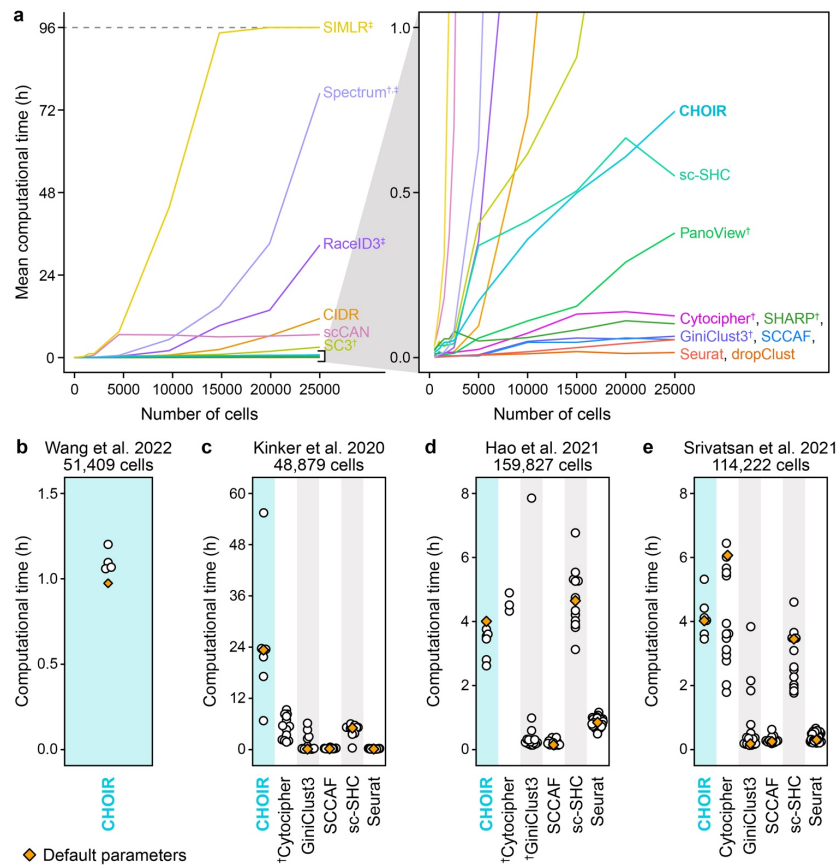 a
Mean computational time (h)
96
72
48
24
0
0 5000 10000 15000 20000 25000
Number of cells
SIMLR‡
Spectrum†,‡
RaceID3‡
CIDR
scCAN
SC3†
1.0
0.5
0.0
0 5000 10000 15000 20000 25000
Number of cells
CHOIR
sc-SHC
PanoView†
Cytocipher†, SHARP†,
GiniClust3†, SCCAF,
Seurat, dropClust
b Wang et al. 2022
51,409 cells
Computational time (h)
1.5
1.0
0.5
0.0
CHOIR
c Kinker et al. 2020
48,879 cells
Computational time (h)
60
48
36
24
12
0
CHOIR
†Cytocipher
GiniClust3
SCCAF
sc-SHC
Seurat
d Hao et al. 2021
159,827 cells
Computational time (h)
8
6
4
2
0
CHOIR
†Cytocipher
†GiniClust3
SCCAF
sc-SHC
Seurat
e Srivatsan et al. 2021
114,222 cells
Computational time (h)
8
6
4
2
0
CHOIR
Cytocipher
GiniClust3
SCCAF
sc-SHC
Seurat
Default parameters